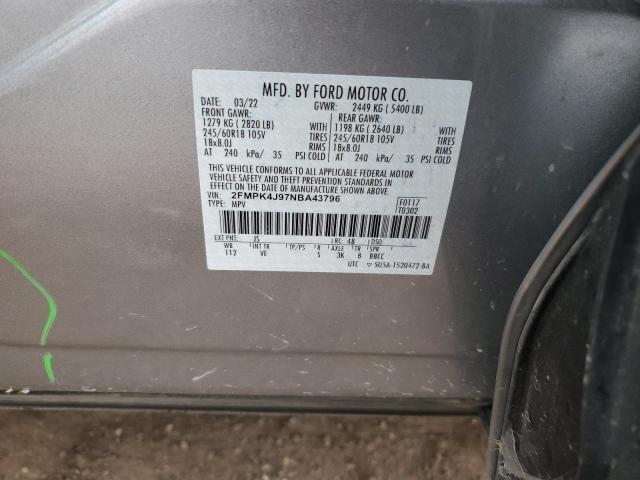 MFD. BY FORD MOTOR CO.
DATE: 03/22 GVWR: 2449 KG ( 5400 LB)
FRONT GAWR: REAR GAWR:
1279 KG ( 2820 LB) WITH 1198 KG ( 2640 LB) WITH
245/60R18 105V TIRES 245/60R18 105V TIRES
18x8.0J RIMS 18x8.0J RIMS
AT 240 kPa/ 35 PSI COLD AT 240 kPa/ 35 PSI COLD
THIS VEHICLE CONFORMS TO ALL APPLICABLE FEDERAL MOTOR
VEHICLE SAFETY AND THEFT PREVENTION STANDARDS IN
EFFECT ON THE DATE OF MANUFACTURE SHOWN ABOVE.
VIN: 2FMPK4J97NBA43796 F0117
TYPE: MPV T0302
EXT PNT: J5 RC: 48 DSO:
WB INT TR TP/PS R AXLE TR SPR
112 VE S 3K 8 BBCC
UTC ▽ 5U5A-1520472-BA